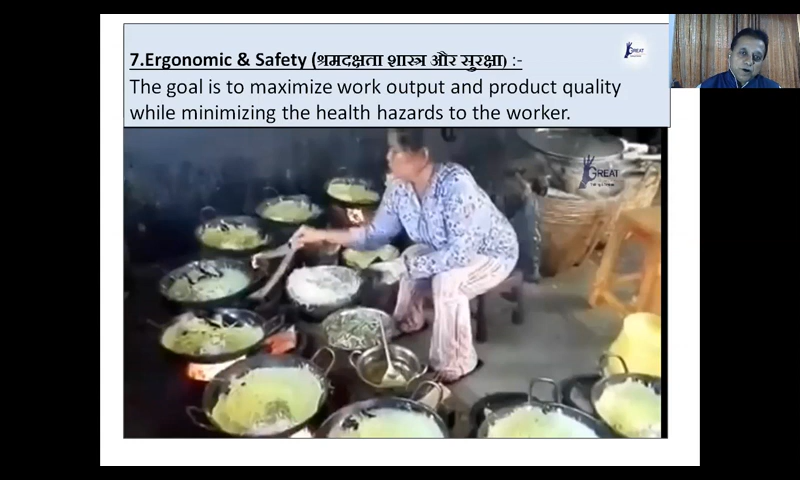 7.Ergonomic & Safety (श्रमदक्षता शास्त्र और सुरक्षा) :-
The goal is to maximize work output and product quality
while minimizing the health hazards to the worker.
GREAT
GREAT